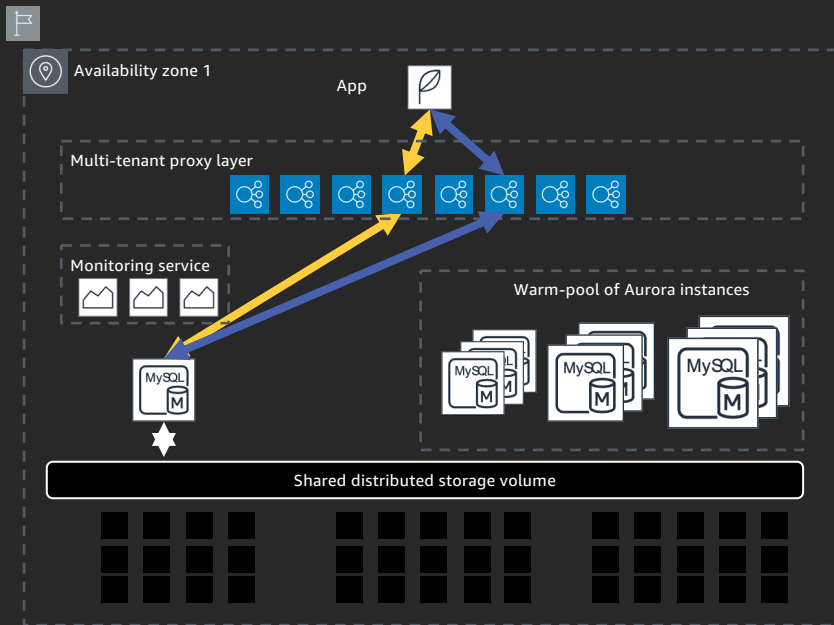 Availability zone 1
App
Multi-tenant proxy layer
Monitoring service
Warm-pool of Aurora instances
MySQL
M
MySQL
M
MySQL
M
MySQL
M
Shared distributed storage volume